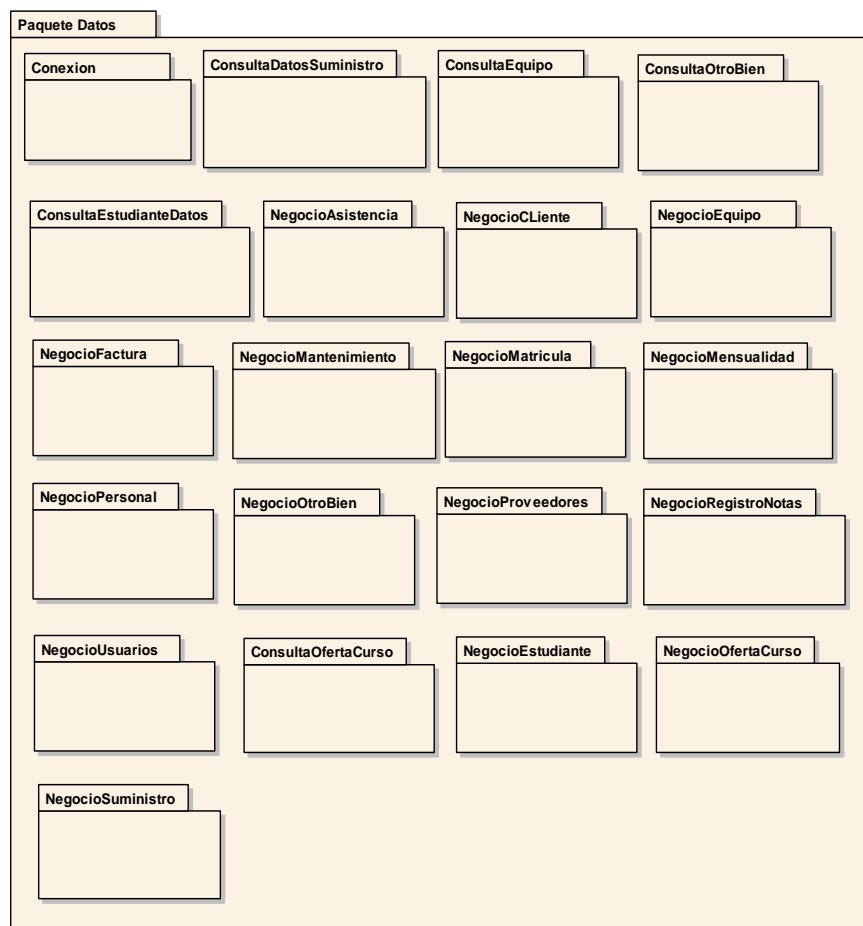 Paquete Datos
Conexion
ConsultaDatosSuministro
ConsultaEquipo
ConsultaOtroBien
ConsultaEstudianteDatos
NegocioAsistencia
NegocioCLiente
NegocioEquipo
NegocioFactura
NegocioMantenimiento
NegocioMatricula
NegocioMensualidad
NegocioPersonal
NegocioOtroBien
NegocioProveedores
NegocioRegistroNotas
NegocioUsuarios
ConsultaOfertaCurso
NegocioEstudiante
NegocioOfertaCurso
NegocioSuministro